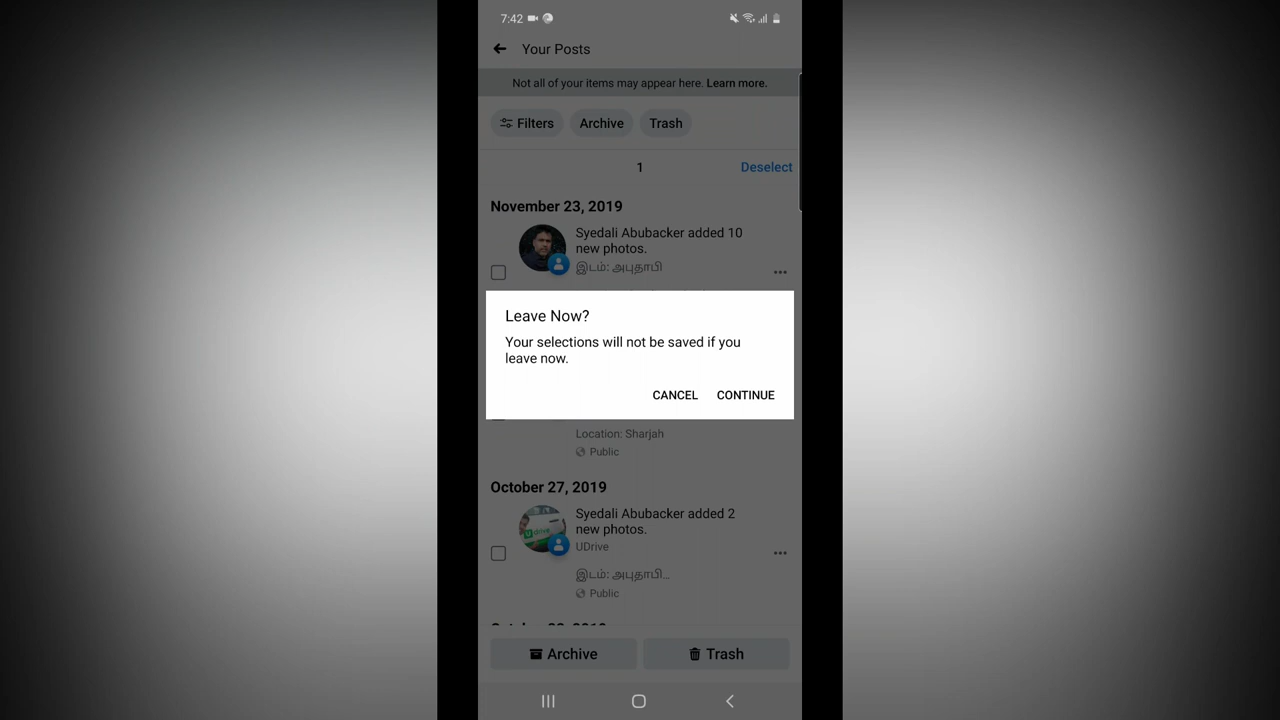 7:42
Your Posts
Not all of your items may appear here. Learn more.
Filters Archive Trash
1 Deselect
November 23, 2019
Syedali Abubacker added 10
new photos.
இடம்: அபுதாபி
Leave Now?
Your selections will not be saved if you
leave now.
CANCEL CONTINUE
Location: Sharjah
Public
October 27, 2019
Syedali Abubacker added 2
new photos.
UDrive
இடம்: அபுதாபி...
Public
Archive Trash